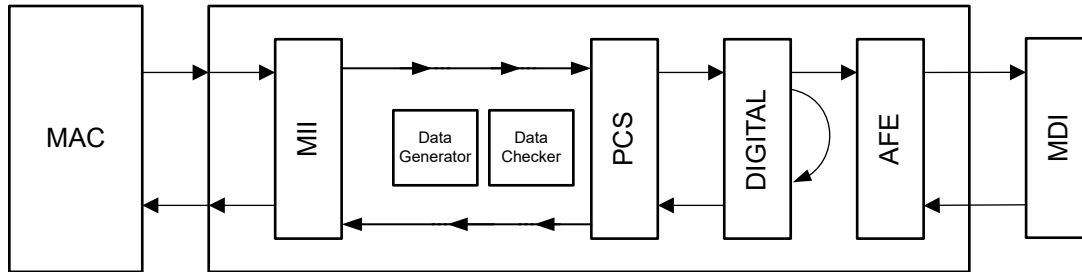 MAC
MII
Data
Generator
Data
Checker
PCS
DIGITAL
AFE
MDI